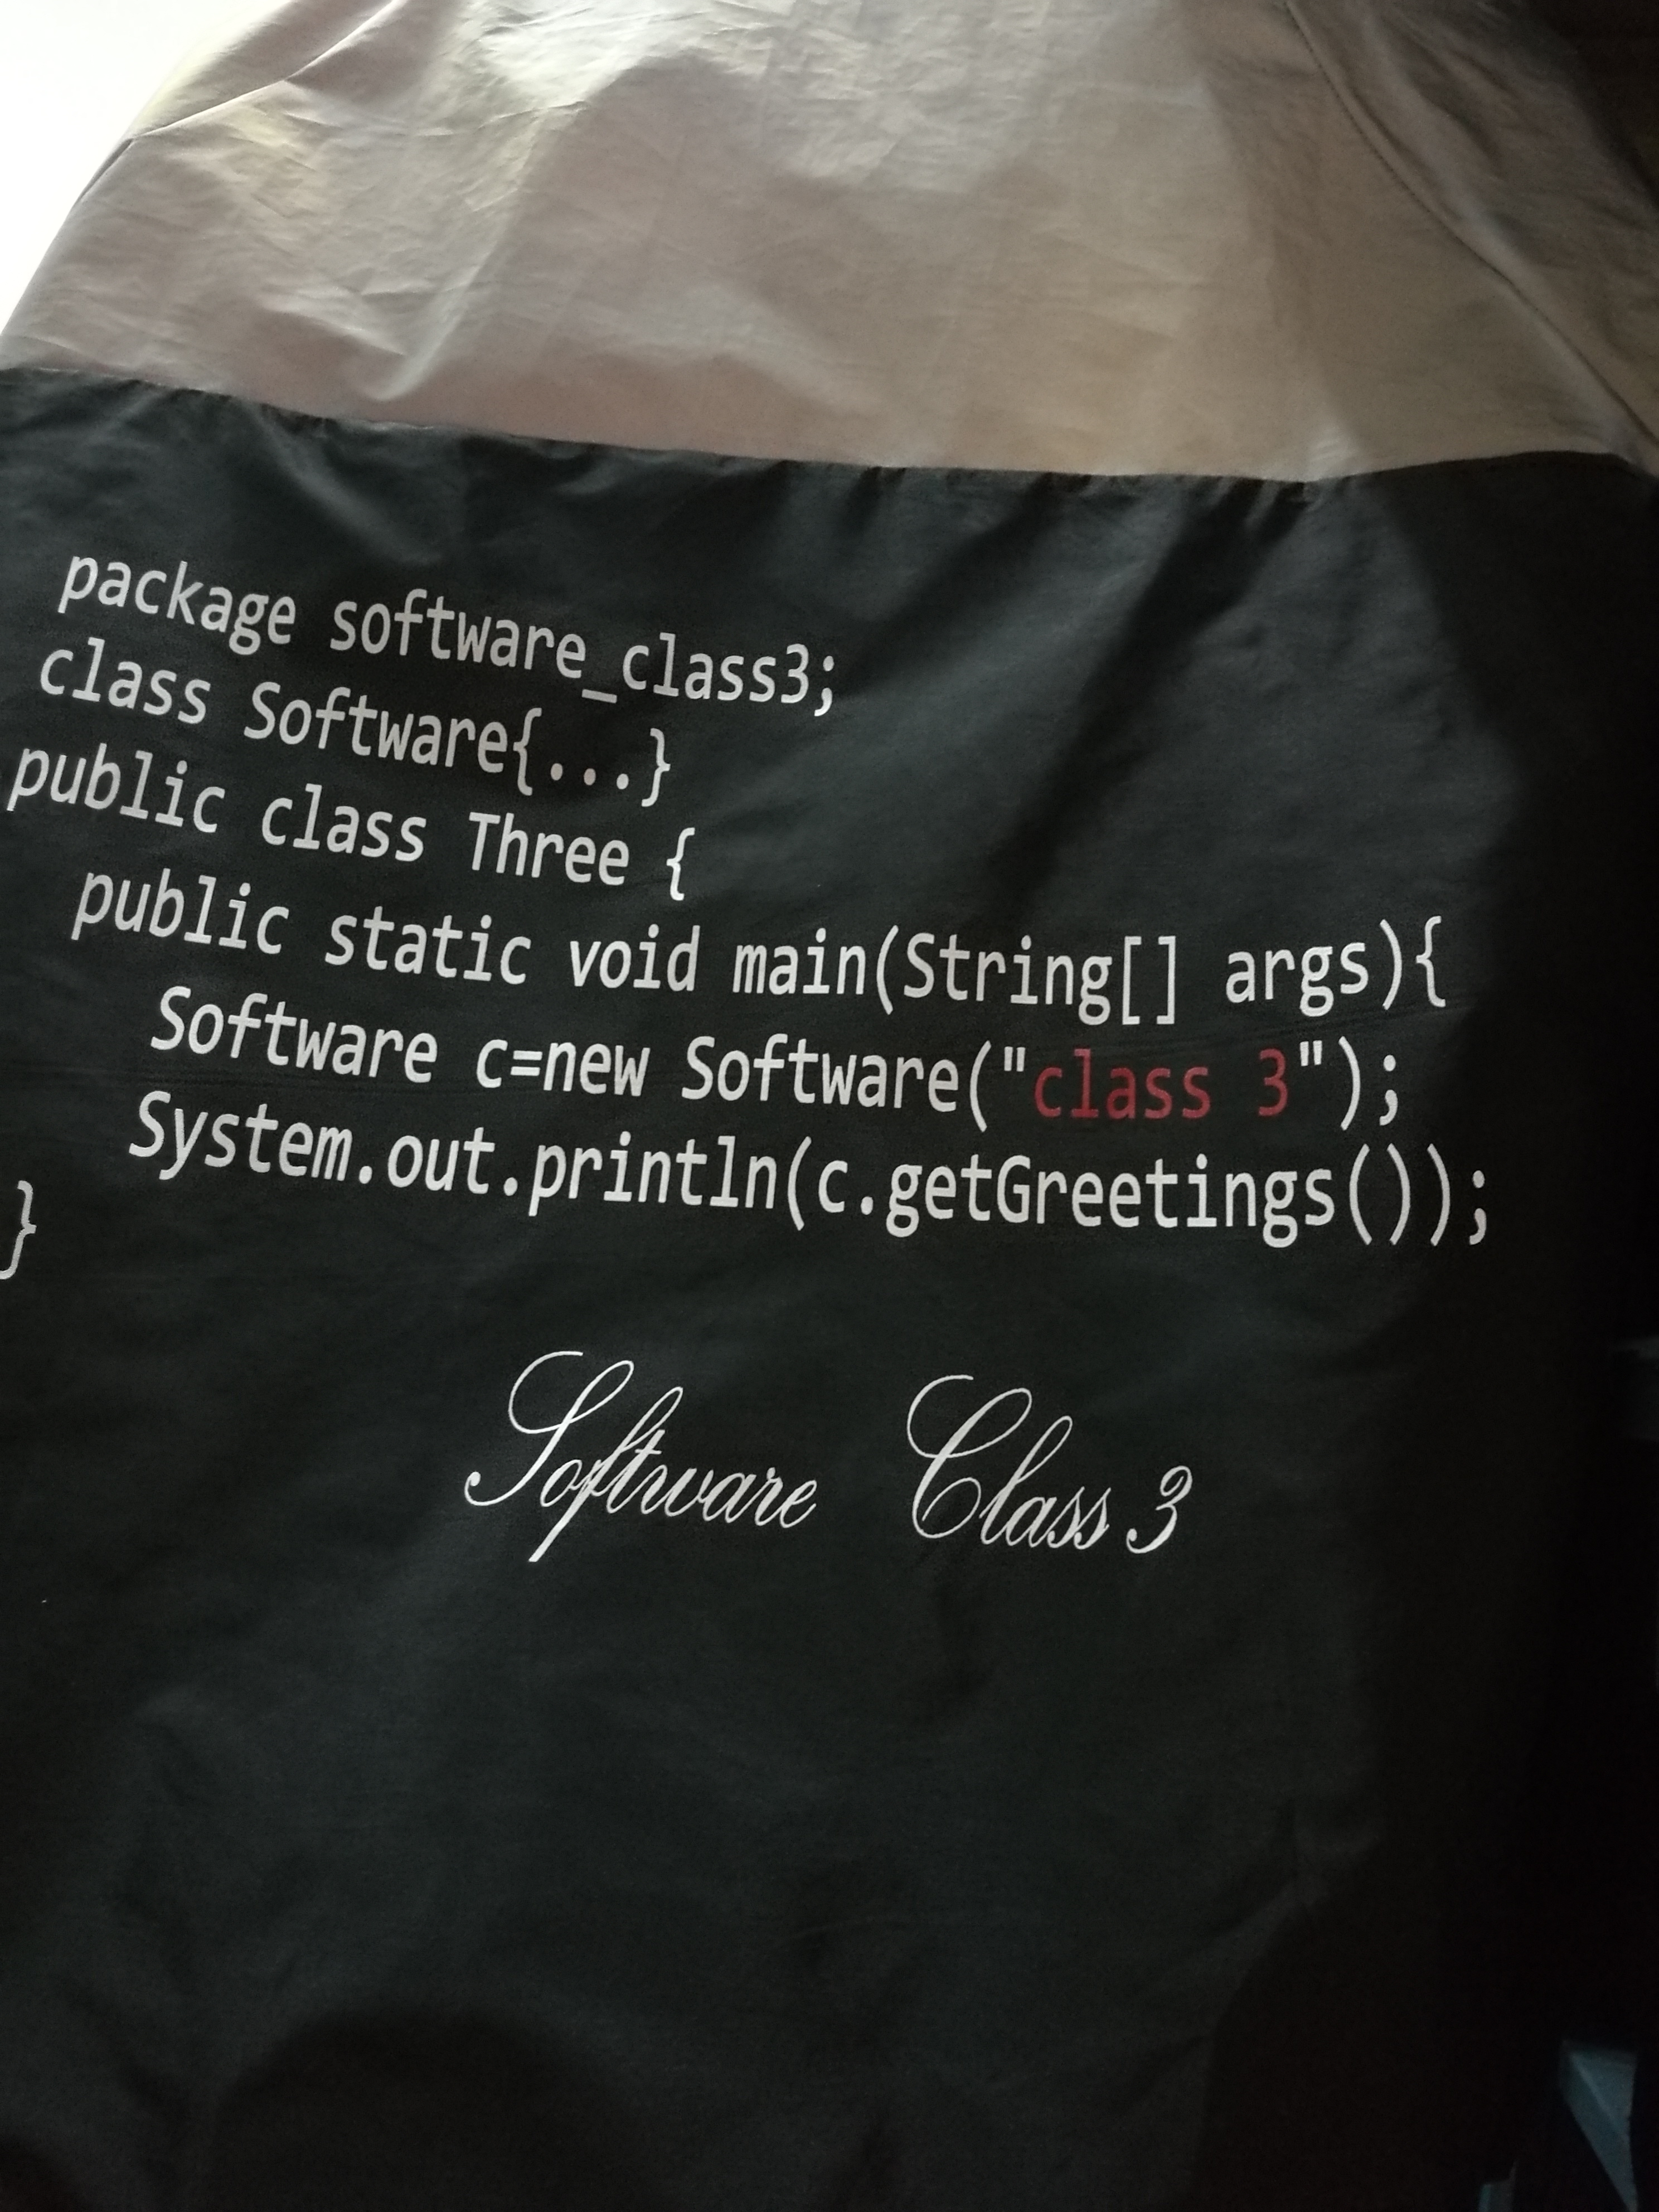 package software_class3;
class Software{...}
public class Three {
public static void main(String[] args){
Software c=new Software("class 3");
System.out.println(c.getGreetings());
}
Software Class 3